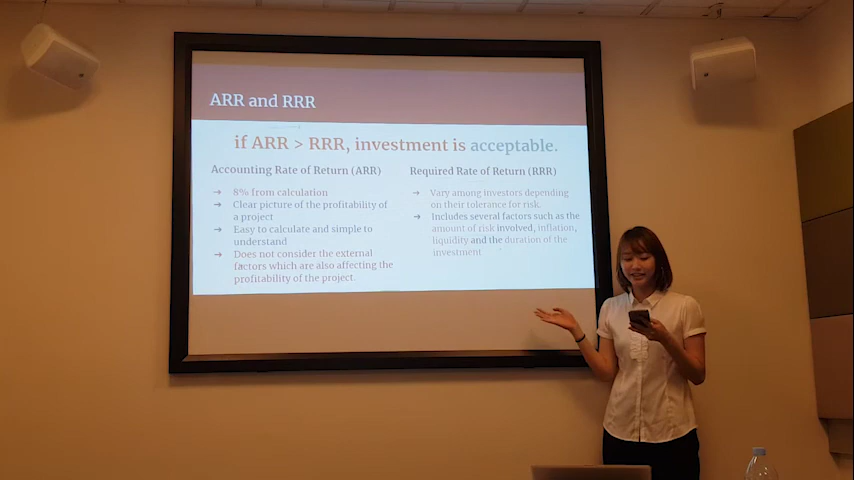 ARR and RRR
if ARR > RRR, investment is acceptable.
Accounting Rate of Return (ARR)
➔ 8% from calculation
➔ Clear picture of the profitability of
a project
➔ Easy to calculate and simple to
understand
➔ Does not consider the external
factors which are also affecting the
profitability of the project.
Required Rate of Return (RRR)
➔ Vary among investors depending
on their tolerance for risk.
➔ Includes several factors such as the
amount of risk involved, inflation,
liquidity and the duration of the
investment